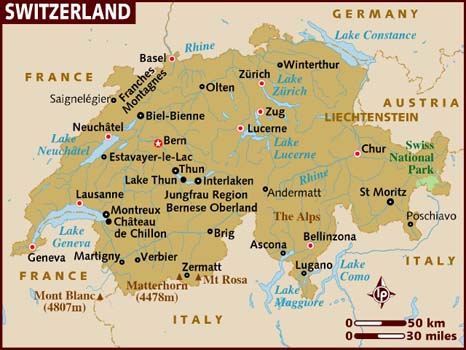 SWITZERLAND
GERMANY
Lake Constance
Basel
Rhine
FRANCE
Franches
Montagnes
Saignelégier
Olten
Winterthur
Zürich
Lake
Zürich
AUSTRIA
LIECHTENSTEIN
Biel-Bienne
Zug
Neuchâtel
Bern
Lucerne
Lake
Lucerne
Lake
Neuchâtel
Estavayer-le-Lac
Chur
Swiss
National
Park
Thun
Lake Thun
Interlaken
Rhine
Lausanne
Jungfrau Region
Bernese Oberland
Andermatt
St Moritz
Montreux
Château
de Chillon
The Alps
Poschiavo
Lake
Geneva
Geneva
Brig
Bellinzona
Ascona
FRANCE
Martigny
Verbier
Zermatt
Mt Rosa
Lugano
Lake
Como
ITALY
Mont Blanc
(4807m)
Matterhorn
(4478m)
Lake
Maggiore
ITALY
LP
0
50 km
0
30 miles